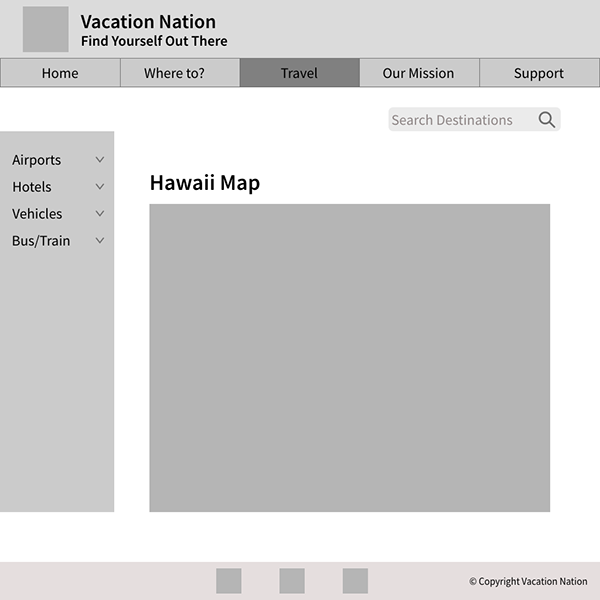 Vacation Nation
Find Yourself Out There
Home
Where to?
Travel
Our Mission
Support
Search Destinations
Airports
Hotels
Vehicles
Bus/Train
Hawaii Map
© Copyright Vacation Nation